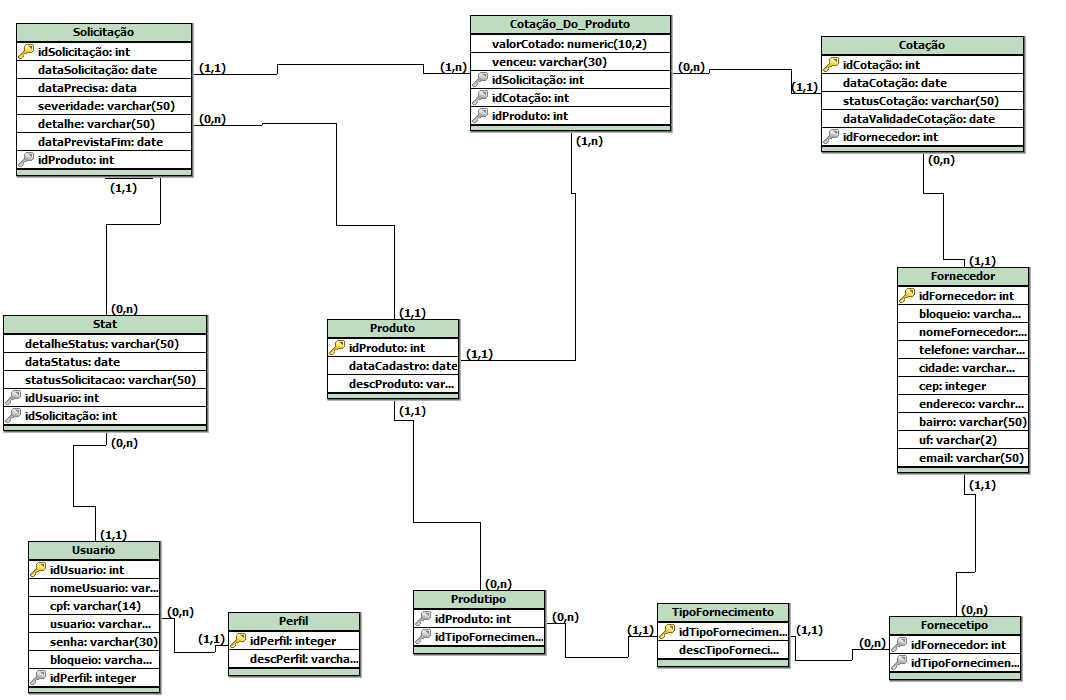 Solicitação
idSolicitação: int
dataSolicitação: date
dataPrecisa: data
severidade: varchar(50)
detalhe: varchar(50)
dataPrevistaFim: date
idProduto: int
(1,1)
(0,n)
(1,1)
(1,n)
Cotação_Do_Produto
valorCotado: numeric(10,2)
venceu: varchar(30)
idSolicitação: int
idCotação: int
idProduto: int
(0,n)
(1,n)
(1,1)
Cotação
idCotação: int
dataCotação: date
statusCotação: varchar(50)
dataValidadeCotação: date
idFornecedor: int
(0,n)
(1,1)
Fornecedor
idFornecedor: int
bloqueio: varcha...
nomeFornecedor:...
telefone: varchar...
cidade: varchar...
cep: integer
endereco: varchr...
bairro: varchar(50)
uf: varchar(2)
email: varchar(50)
(1,1)
(0,n)
Stat
detalheStatus: varchar(50)
dataStatus: date
statusSolicitacao: varchar(50)
idUsuario: int
idSolicitação: int
(0,n)
(1,1)
Produto
idProduto: int
dataCadastro: date
descProduto: var...
(1,1)
(1,1)
(1,1)
Usuario
idUsuario: int
nomeUsuario: var...
cpf: varchar(14)
usuario: varchar...
senha: varchar(30)
bloqueio: varcha...
idPerfil: integer
(0,n)
(1,1)
Perfil
idPerfil: integer
descPerfil: varcha...
(0,n)
Produtipo
idProduto: int
idTipoFornecimen...
(0,n)
(1,1)
TipoFornecimento
idTipoFornecimen...
descTipoForneci...
(1,1)
(0,n)
(0,n)
Fornecetipo
idFornecedor: int
idTipoFornecimen...